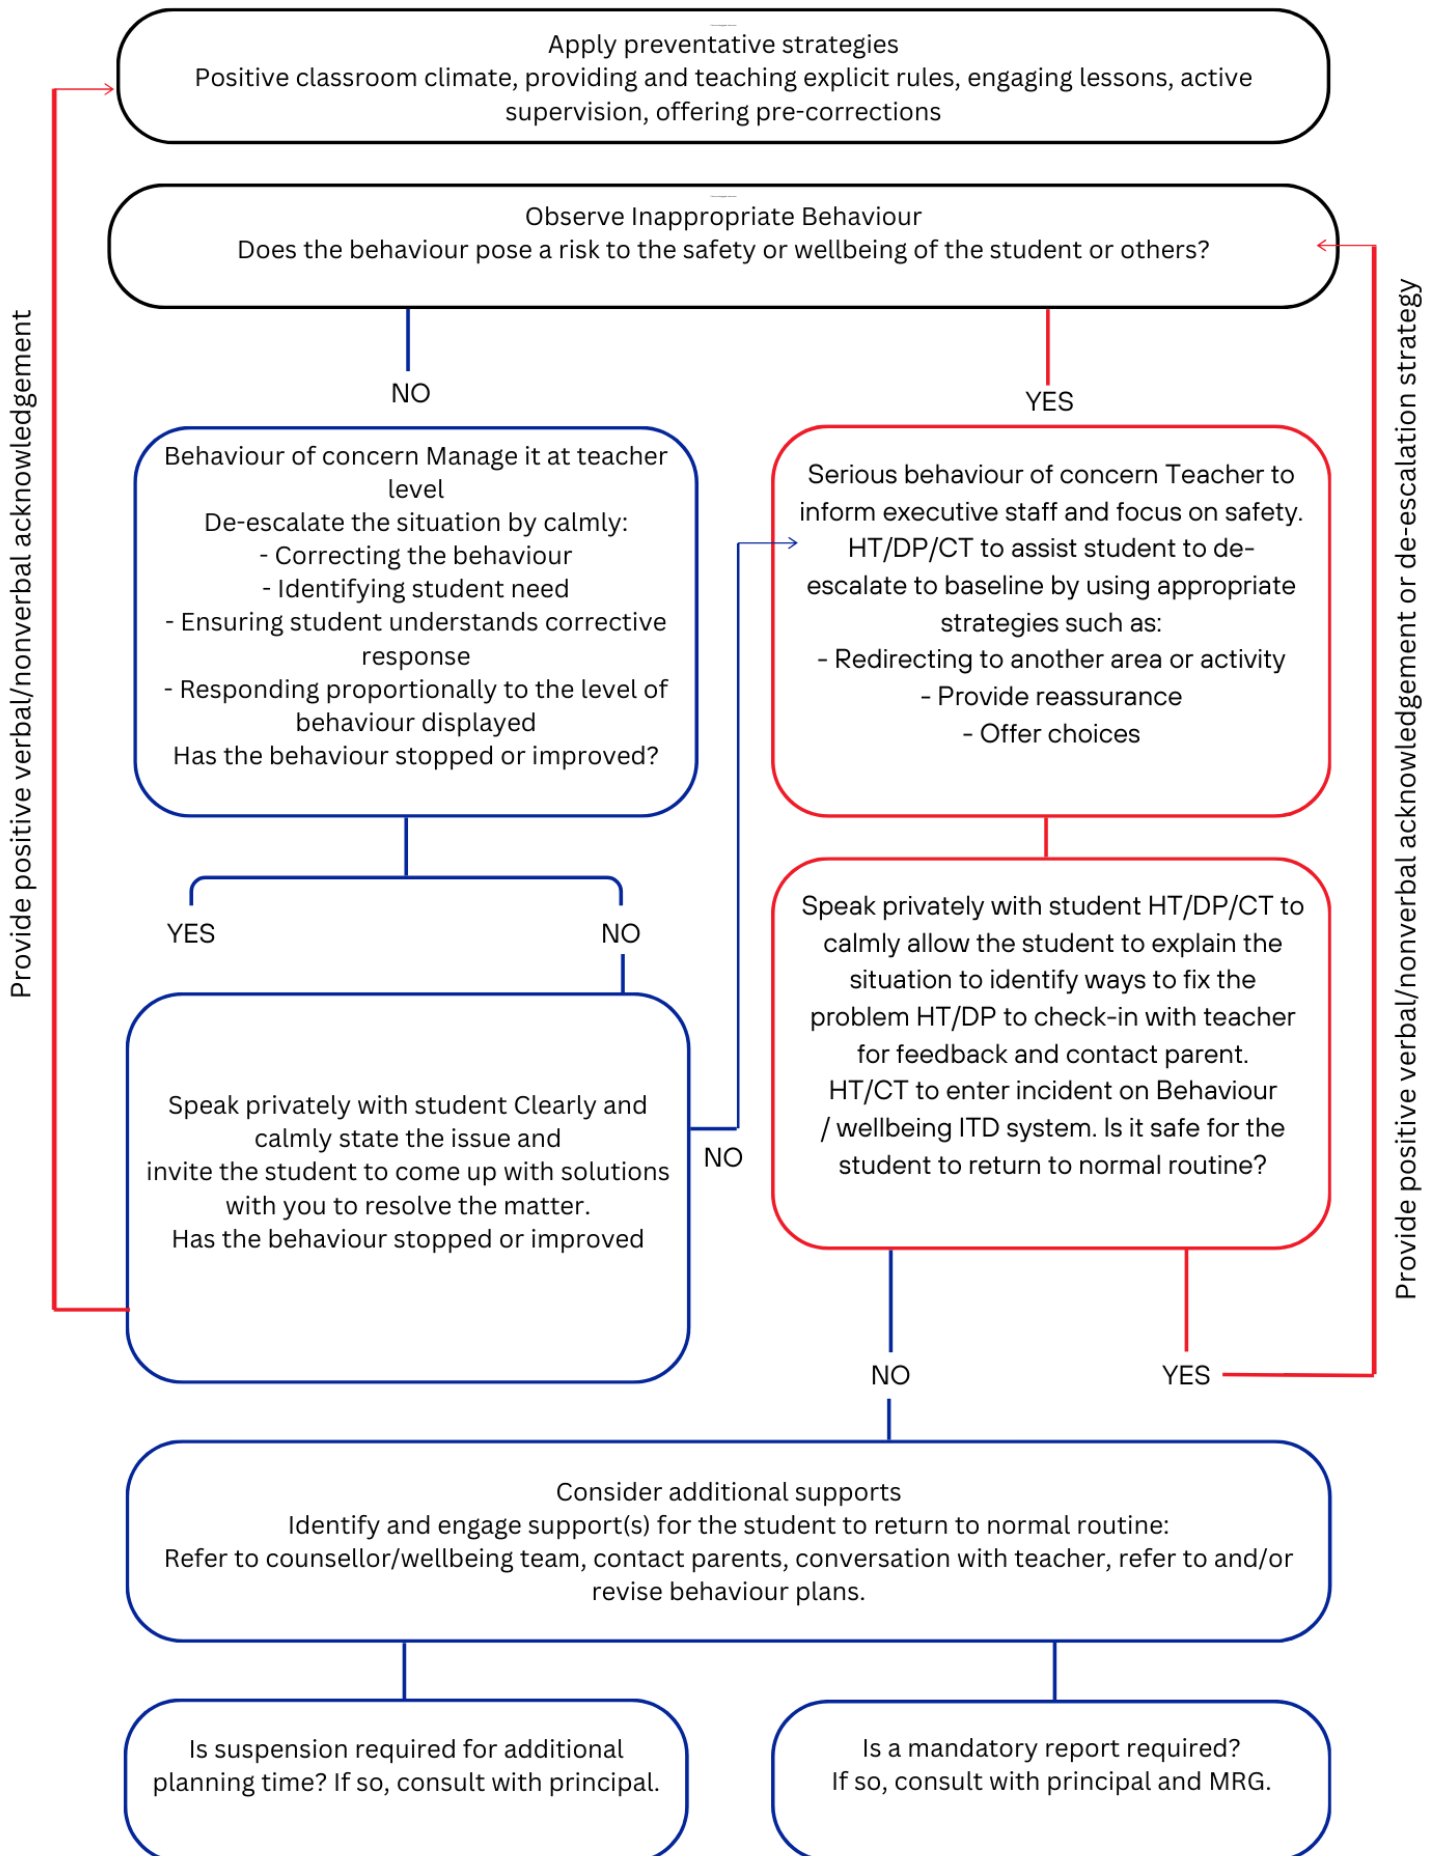 Apply preventative strategies
Positive classroom climate, providing and teaching explicit rules, engaging lessons, active
supervision, offering pre-corrections
Observe Inappropriate Behaviour
Does the behaviour pose a risk to the safety or wellbeing of the student or others?
NO
YES
Behaviour of concern Manage it at teacher
level
De-escalate the situation by calmly:
- Correcting the behaviour
- Identifying student need
- Ensuring student understands corrective
response
- Responding proportionally to the level of
behaviour displayed
Has the behaviour stopped or improved?
Serious behaviour of concern Teacher to
inform executive staff and focus on safety.
HT/DP/CT to assist student to de-
escalate to baseline by using appropriate
strategies such as:
- Redirecting to another area or activity
- Provide reassurance
- Offer choices
YES
NO
Speak privately with student Clearly and
calmly state the issue and
invite the student to come up with solutions
with you to resolve the matter.
Has the behaviour stopped or improved
NO
Speak privately with student HT/DP/CT to
calmly allow the student to explain the
situation to identify ways to fix the
problem HT/DP to check-in with teacher
for feedback and contact parent.
HT/CT to enter incident on Behaviour
/ wellbeing ITD system. Is it safe for the
student to return to normal routine?
NO
YES
Provide positive verbal/nonverbal acknowledgement
Provide positive verbal/nonverbal acknowledgement or de-escalation strategy
Consider additional supports
Identify and engage support(s) for the student to return to normal routine:
Refer to counsellor/wellbeing team, contact parents, conversation with teacher, refer to and/or
revise behaviour plans.
Is suspension required for additional
planning time? If so, consult with principal.
Is a mandatory report required?
If so, consult with principal and MRG.